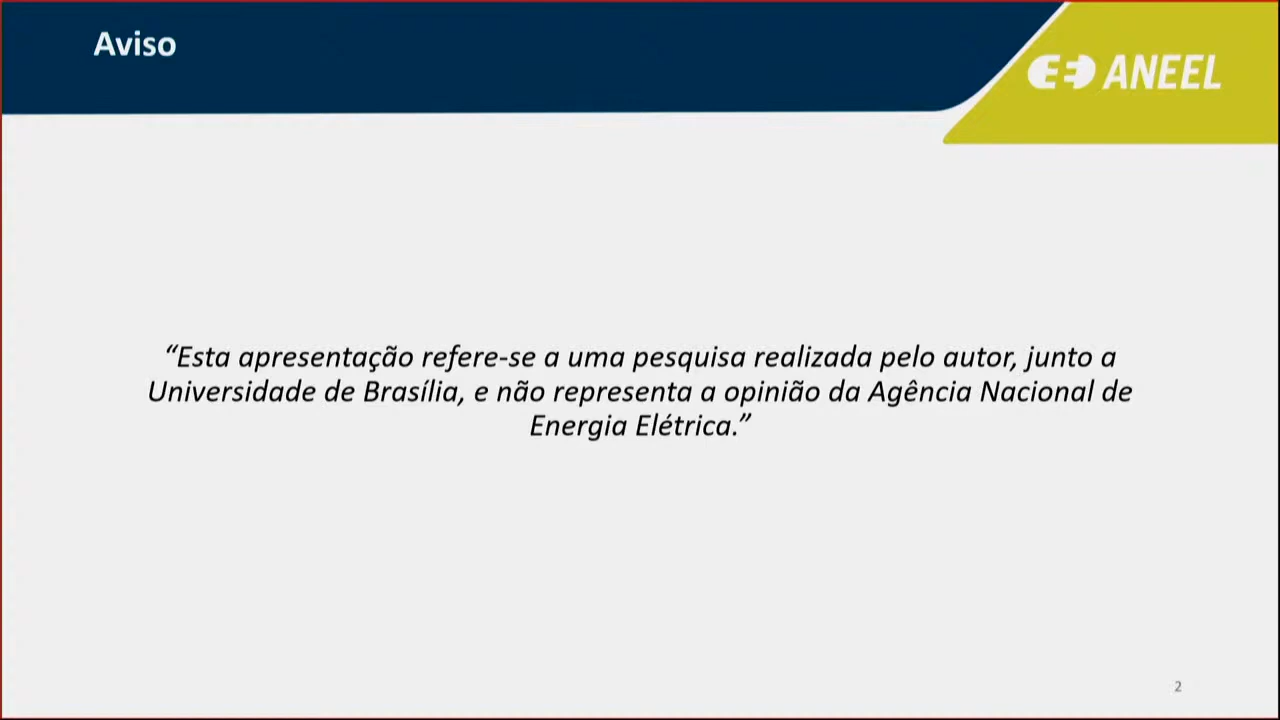 Aviso
ANEEL
“Esta apresentação refere-se a uma pesquisa realizada pelo autor, junto a
Universidade de Brasília, e não representa a opinião da Agência Nacional de
Energia Elétrica.”
2